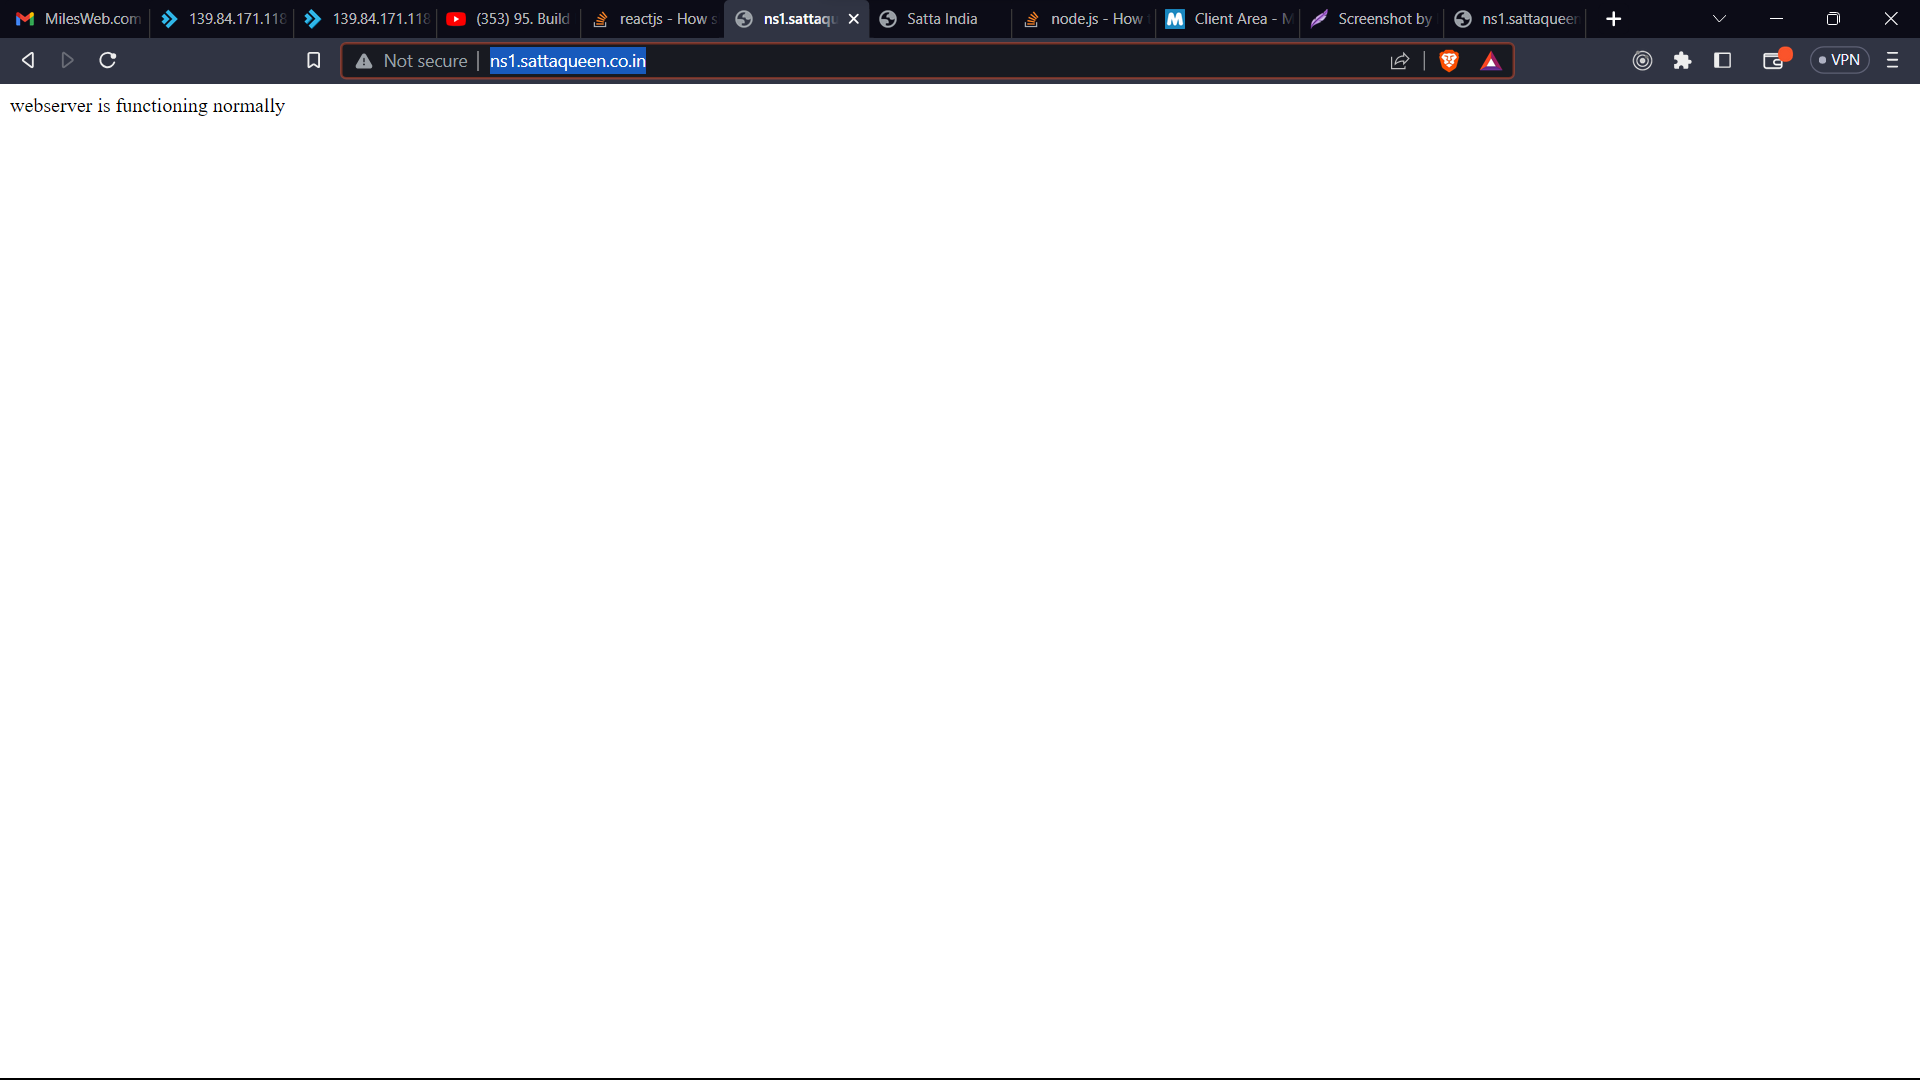 MilesWeb.com
139.84.171.118
139.84.171.118
(353) 95. Build
reactjs - How s
ns1.sattaqu
Satta India
node.js - How
Client Area - M
Screenshot by
ns1.sattaqueen
Not secure
ns1.sattaqueen.co.in
VPN
webserver is functioning normally